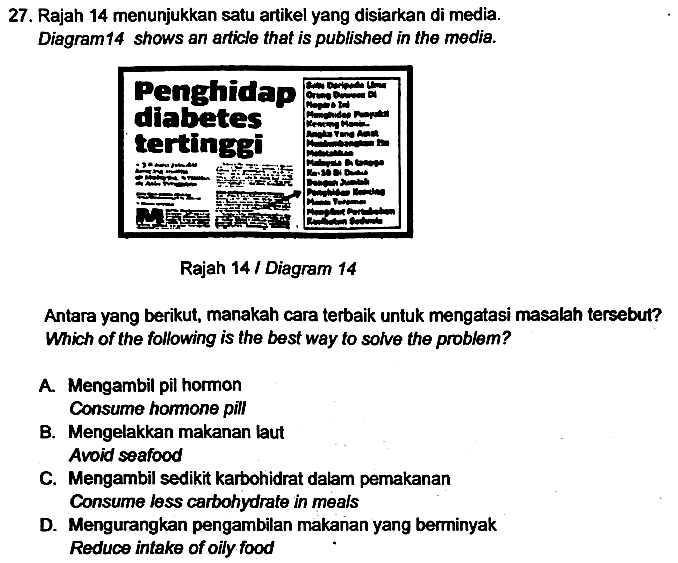 27. Rajah 14 menunjukkan satu artikel yang disiarkan di media.
Diagram14 shows an article that is published in the media.
Penghidap
diabetes
tertinggi
Satu Daripada Lima
Orang Dewasa Di
Negara Ini
Menghidap Penyakit
Kencing Manis..
Angka Yang Amat
Membimbangkan Itu
Meletakkan
Malaysia Di tangga
Ke-10 Di Dunia
Dengan Jumlah
Penghidap Kencing
Manis Teramai
Mengikut Pertubuhan
Kesihatan Sedunia
M
Rajah 14 / Diagram 14
Antara yang berikut, manakah cara terbaik untuk mengatasi masalah tersebut?
Which of the following is the best way to solve the problem?
A. Mengambil pil hormon
Consume hormone pill
B. Mengelakkan makanan laut
Avoid seafood
C. Mengambil sedikit karbohidrat dalam pemakanan
Consume less carbohydrate in meals
D. Mengurangkan pengambilan makanan yang berminyak
Reduce intake of oily food